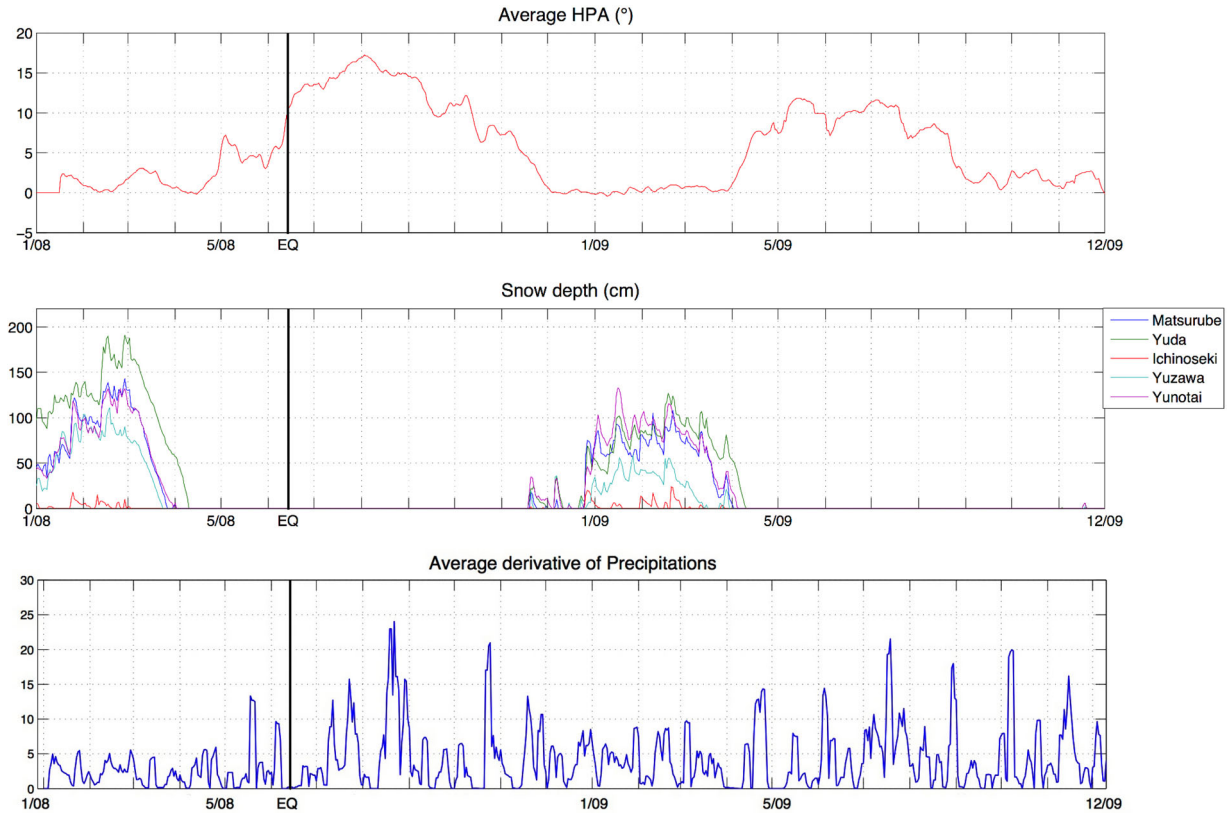 Average HPA (°)
20
15
10
5
0
−5
1/08 5/08 EQ 1/09 5/09 12/09
Snow depth (cm)
200
150
100
50
0
Matsurube
Yuda
Ichinoseki
Yuzawa
Yunotai
1/08 5/08 EQ 1/09 5/09 12/09
Average derivative of Precipitations
30
25
20
15
10
5
0
1/08 5/08 EQ 1/09 5/09 12/09